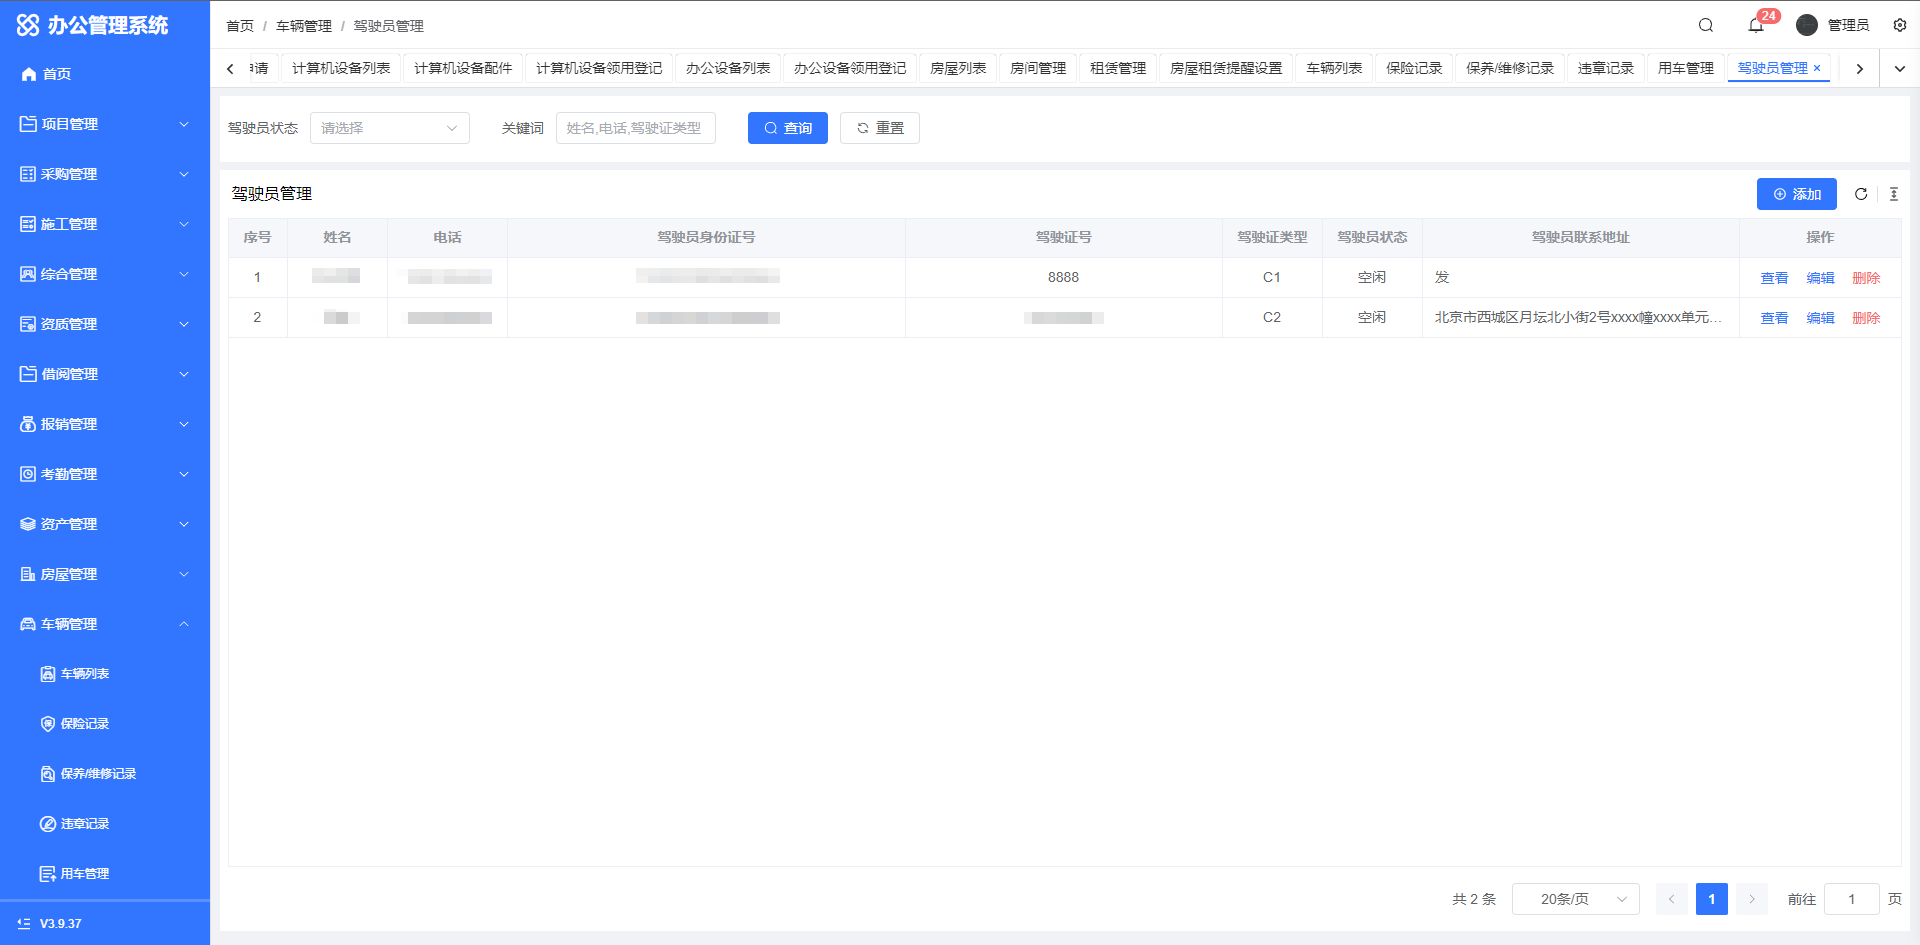 办公管理系统
首页
项目管理
采购管理
施工管理
综合管理
资质管理
借阅管理
报销管理
考勤管理
资产管理
房屋管理
车辆管理
车辆列表
保险记录
保养/维修记录
违章记录
用车管理
V3.9.37
首页 / 车辆管理 / 驾驶员管理
24
管理员
申请 计算机设备列表 计算机设备配件 计算机设备领用登记 办公设备列表 办公设备领用登记 房屋列表 房间管理 租赁管理 房屋租赁提醒设置 车辆列表 保险记录 保养/维修记录 违章记录 用车管理 驾驶员管理 ×
驾驶员状态 请选择 关键词 姓名,电话,驾驶证类型 查询 重置
驾驶员管理 添加
序号 姓名 电话 驾驶员身份证号 驾驶证号 驾驶证类型 驾驶员状态 驾驶员联系地址 操作
1 8888 C1 空闲 发 查看 编辑 删除
2 C2 空闲 北京市西城区月坛北小街2号xxxx幢xxxx单元... 查看 编辑 删除
共 2 条 20条/页 1 前往 1 页